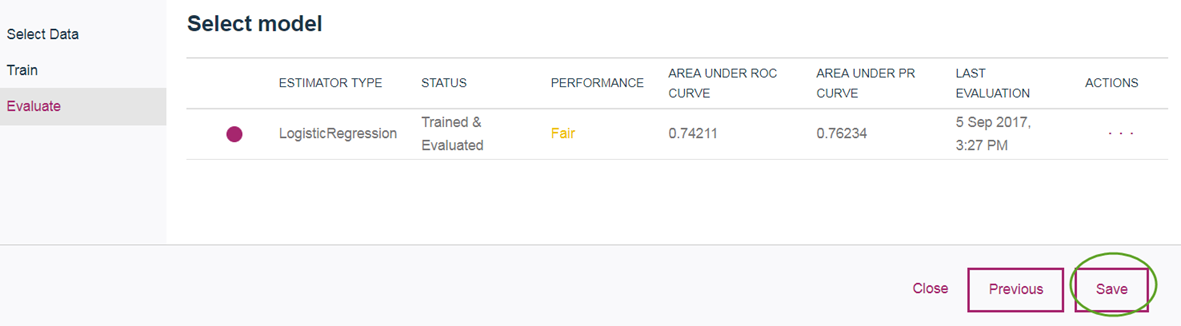 Select model
Select Data
Train
Evaluate
ESTIMATOR TYPE STATUS PERFORMANCE AREA UNDER ROC CURVE AREA UNDER PR CURVE LAST EVALUATION ACTIONS
LogisticRegression Trained & Evaluated Fair 0.74211 0.76234 5 Sep 2017, 3:27 PM . . .
Close Previous Save